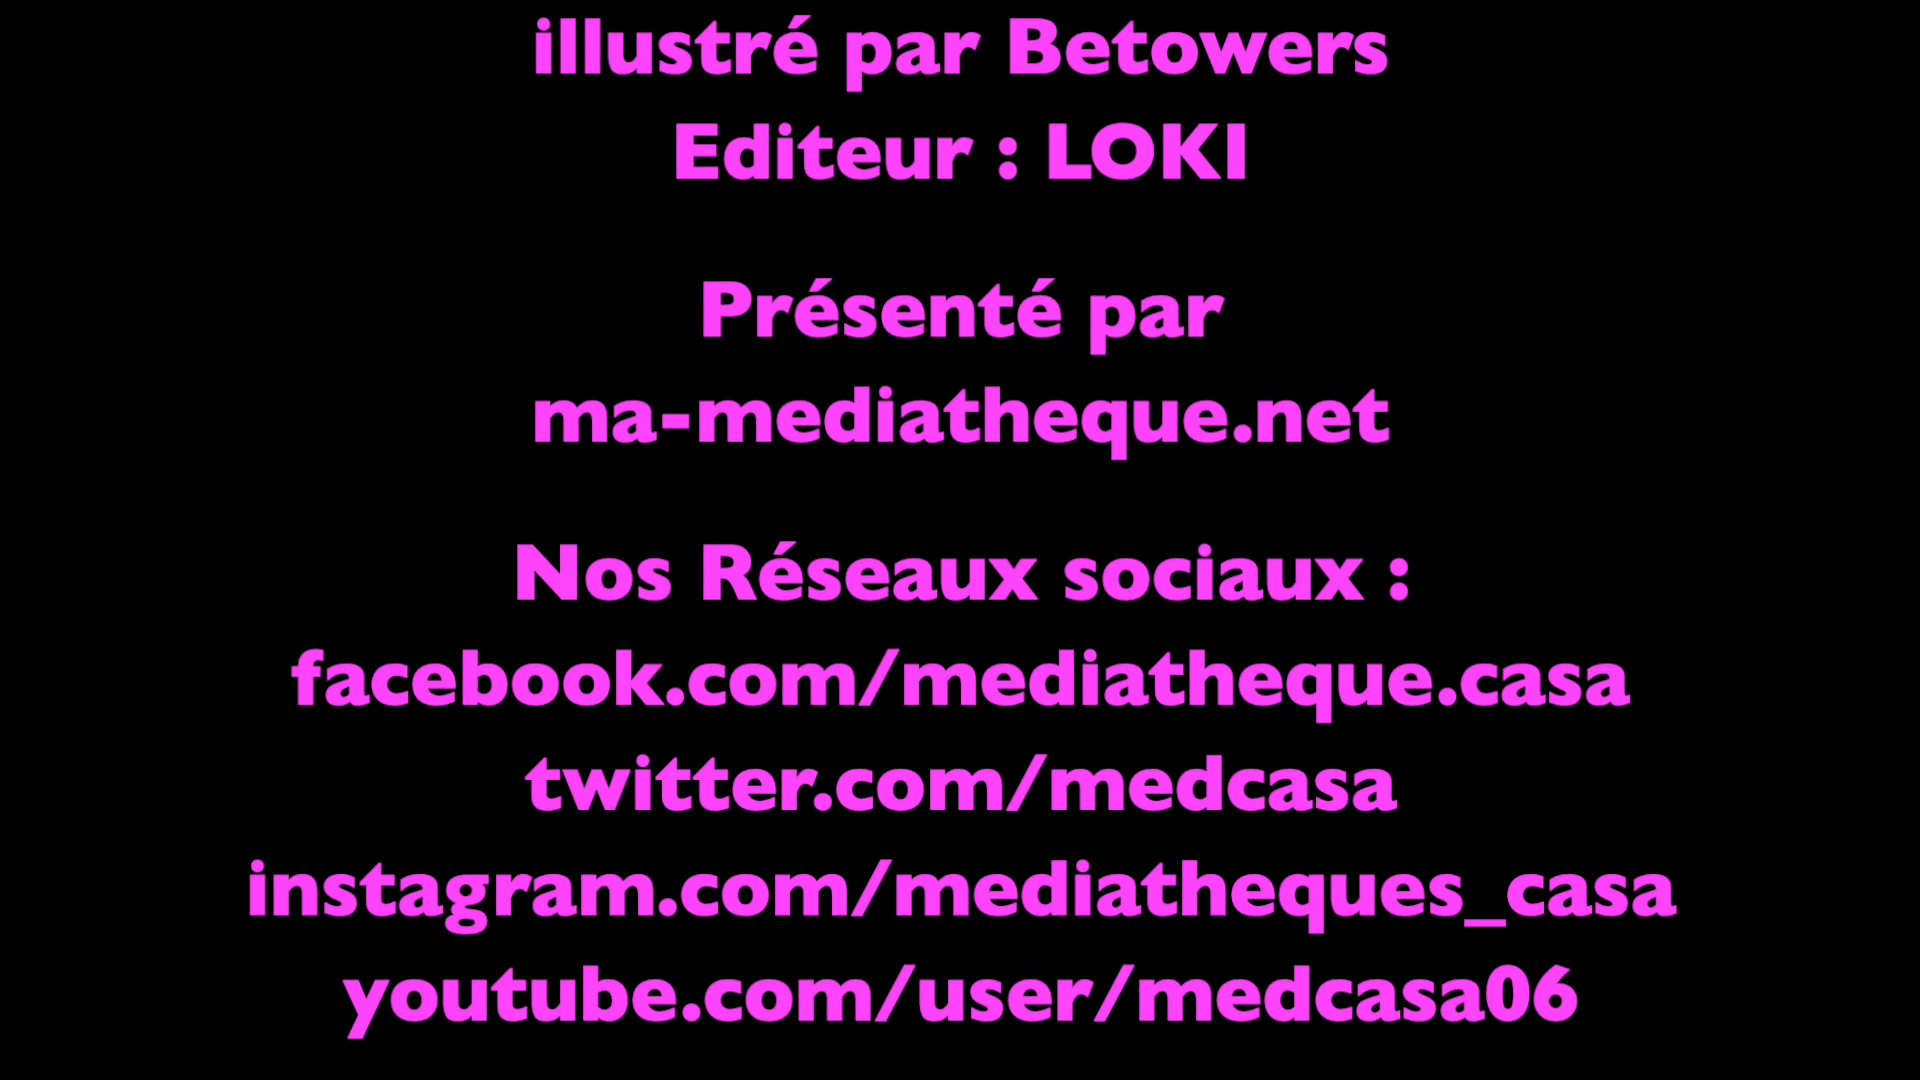 illustré par Betowers
Editeur : LOKI
Présenté par
ma-mediatheque.net
Nos Réseaux sociaux :
facebook.com/mediatheque.casa
twitter.com/medcasa
instagram.com/mediatheques_casa
youtube.com/user/medcasa06